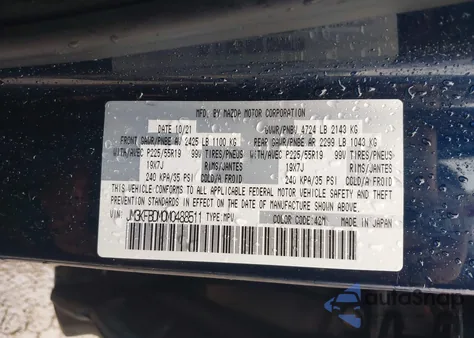 MFD. BY MAZDA MOTOR CORPORATION
DATE 10/21 GVWR/PNBV 4724 LB 2143 KG
FRONT GAWR/PNBE AV 2425 LB 1100 KG REAR GAWR/PNBE AR 2299 LB 1043 KG
WITH/AVEC P225/55R19 99V TIRES/PNEUS WITH/AVEC P225/55R19 99V TIRES/PNEUS
19X7J RIMS/JANTES 19X7J RIMS/JANTES
240 KPA/35 PSI COLD/A FROID 240 KPA/35 PSI COLD/A FROID
THIS VEHICLE CONFORMS TO ALL APPLICABLE FEDERAL MOTOR VEHICLE SAFETY AND
THEFT PREVENTION STANDARDS IN EFFECT ON THE DATE OF MANUFACTURE SHOWN ABOVE.
VIN: JM3KFBDM0N0488511 TYPE:MPV COLOR CODE:42M MADE IN JAPAN
AutoSnap